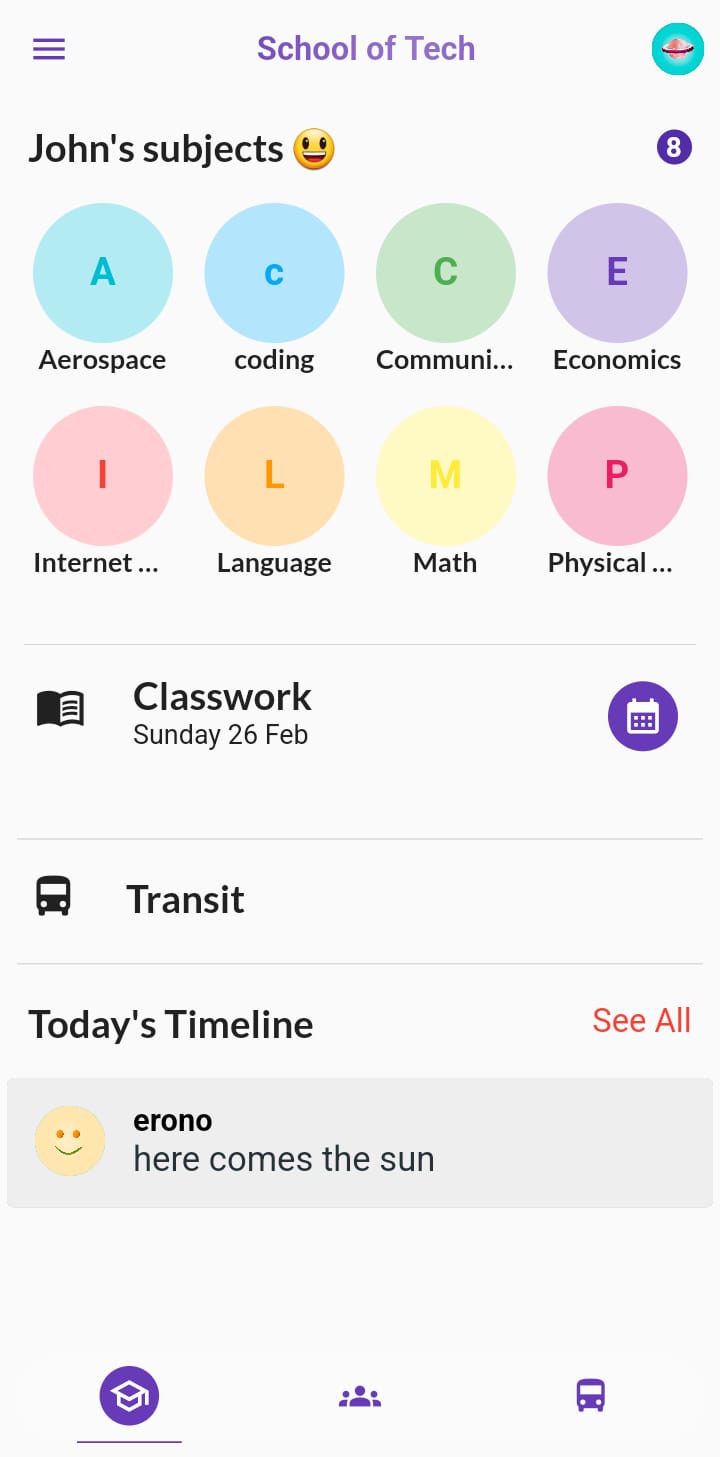 School of Tech
John's subjects 😃
8
A c C E
Aerospace coding Communi... Economics
I L M P
Internet ... Language Math Physical ...
Classwork
Sunday 26 Feb
Transit
Today's Timeline See All
erono
here comes the sun